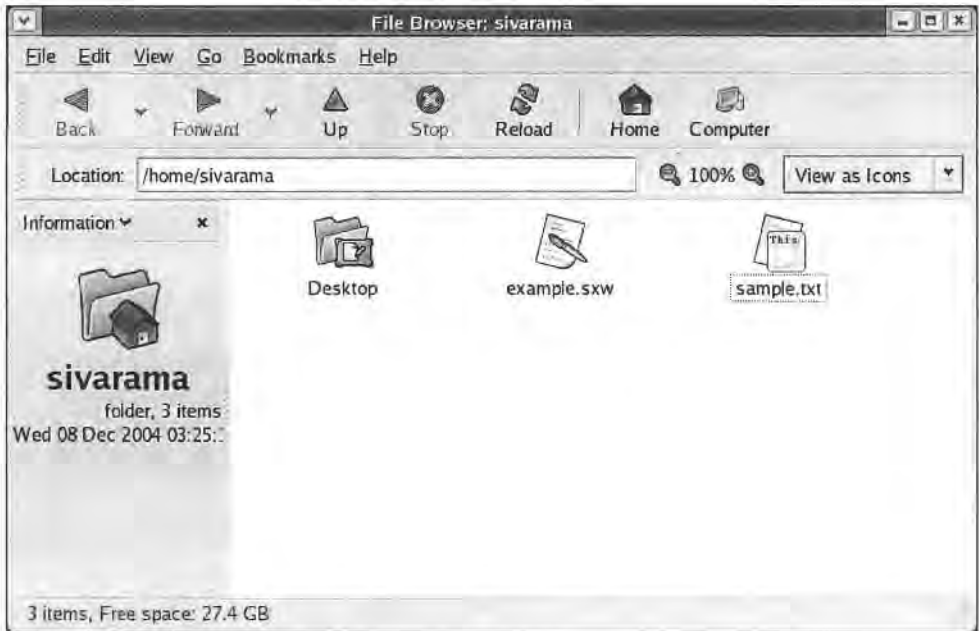 File Browser: sivarama
File Edit View Go Bookmarks Help
Back Forward Up Stop Reload Home Computer
Location: /home/sivarama 100% View as Icons
Information
This
Desktop example.sxw sample.txt
sivarama
folder, 3 items
Wed 08 Dec 2004 03:25:
3 items, Free space: 27.4 GB